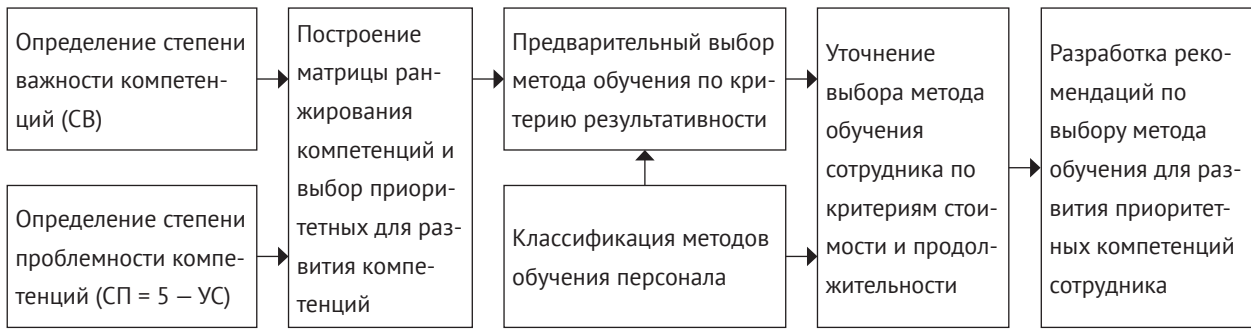 Определение степени
важности компетен-
ций (СВ)
Определение степени
проблемности компе-
тенций (СП = 5 — УС)
Построение
матрицы ран-
жирования
компетенций и
выбор приори-
тетных для раз-
вития компе-
тенций
Предварительный выбор
метода обучения по кри-
терию результативности
Классификация методов
обучения персонала
Уточнение
выбора метода
обучения
сотрудника по
критериям стои-
мости и продол-
жительности
Разработка реко-
мендаций по
выбору метода
обучения для раз-
вития приоритет-
ных компетенций
сотрудника